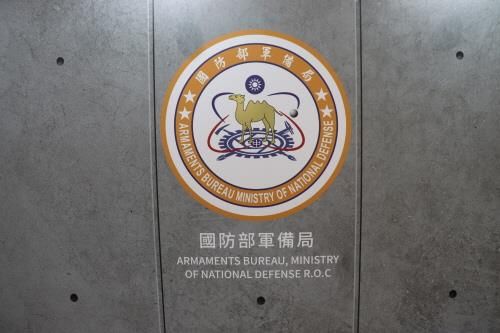 國防部軍備局
ARMAMENTS BUREAU MINISTRY OF NATIONAL DEFENSE
國防部軍備局
ARMAMENTS BUREAU, MINISTRY
OF NATIONAL DEFENSE R.O.C